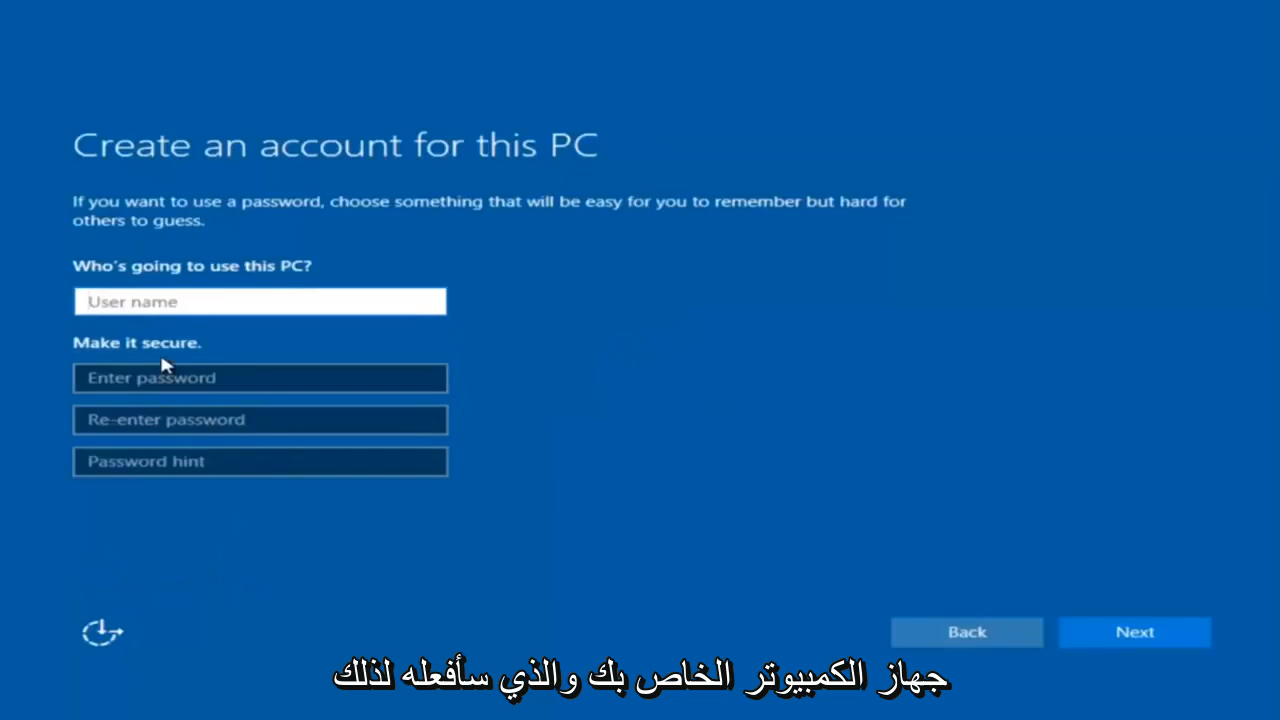 Create an account for this PC
If you want to use a password, choose something that will be easy for you to remember but hard for
others to guess.
Who's going to use this PC?
User name
Make it secure.
Enter password
Re-enter password
Password hint
Back
Next
جهاز الكمبيوتر الخاص بك والذي سأفعله لذلك